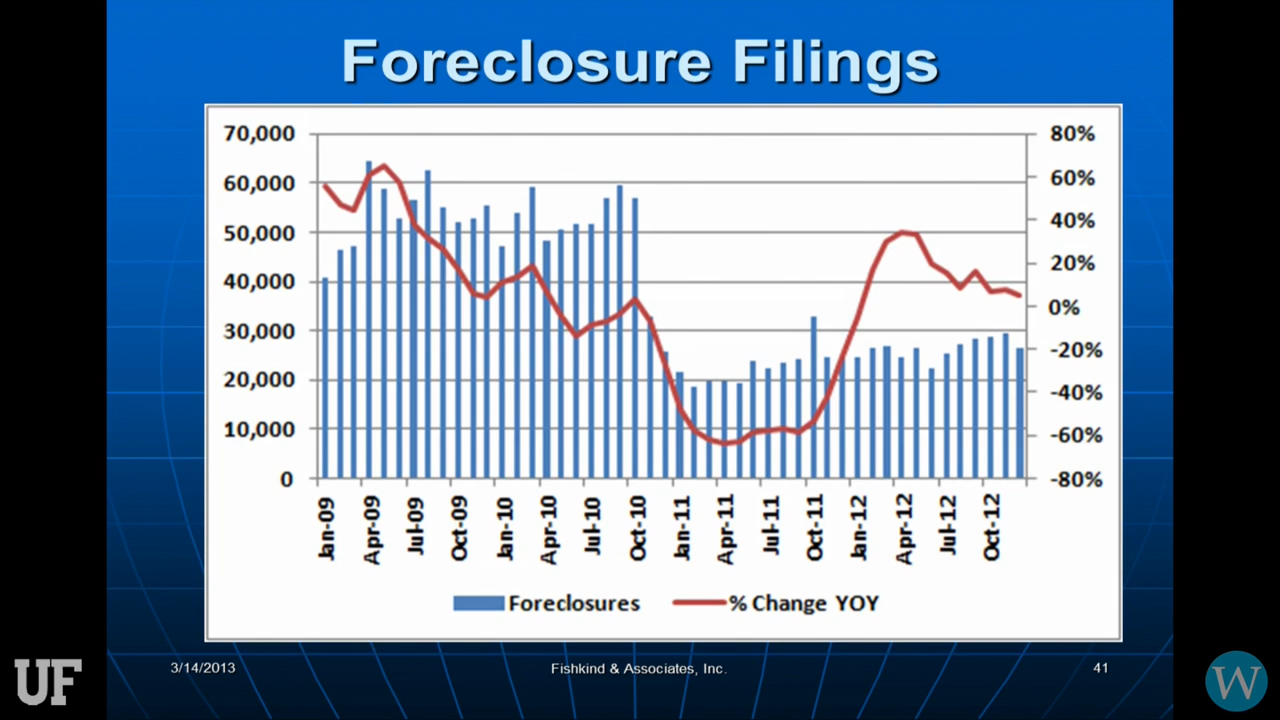 Foreclosure Filings
70,000
60,000
50,000
40,000
30,000
20,000
10,000
0
80%
60%
40%
20%
0%
-20%
-40%
-60%
-80%
Jan-09
Apr-09
Jul-09
Oct-09
Jan-10
Apr-10
Jul-10
Oct-10
Jan-11
Apr-11
Jul-11
Oct-11
Jan-12
Apr-12
Jul-12
Oct-12
Foreclosures
% Change YOY
3/14/2013
Fishkind & Associates, Inc.
41
UF
W